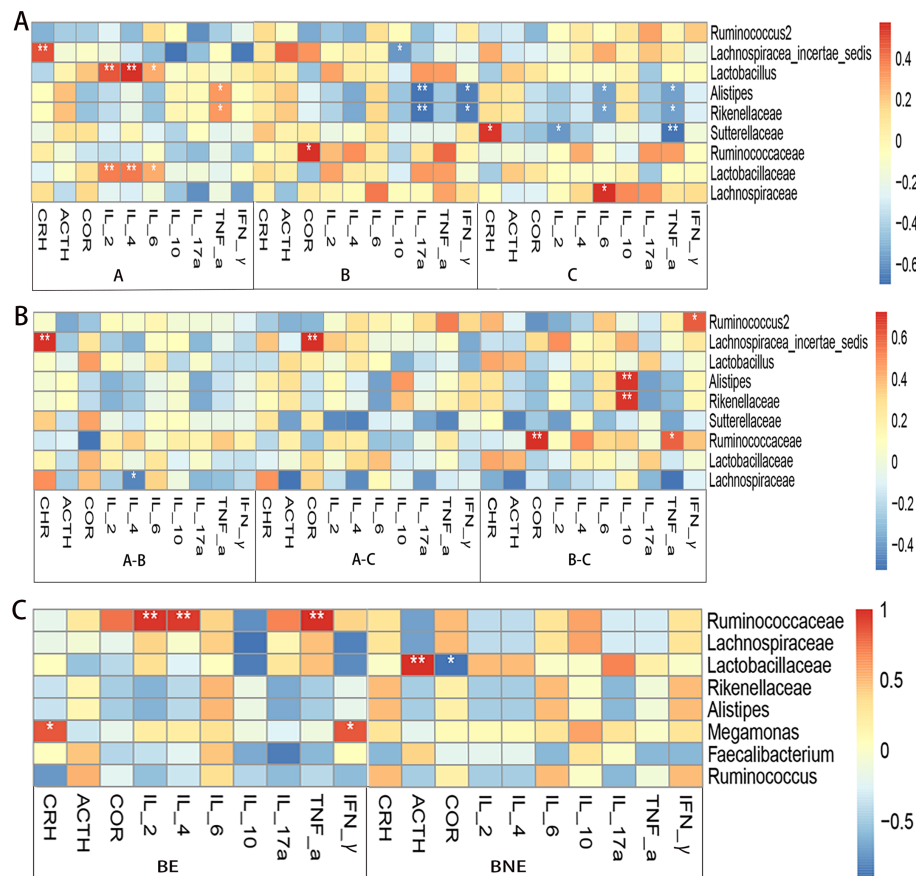 A
Ruminococcus2
Lachnospiracea_incertae_sedis
Lactobacillus
Alistipes
Rikenellaceae
Sutterellaceae
Ruminococcaceae
Lactobacillaceae
Lachnospiraceae
** ** ** * * * ** * * * * ** * * * * ** * ** * ** ** * *
0.4
0.2
0
-0.2
-0.4
-0.6
CRH ACTH COR IL_2 IL_4 IL_6 IL_10 IL_17a TNF_a IFN_γ CRH ACTH COR IL_2 IL_4 IL_6 IL_10 IL_17a TNF_a IFN_γ CRH ACTH COR IL_2 IL_4 IL_6 IL_10 IL_17a TNF_a IFN_γ
A B C
B
Ruminococcus2
Lachnospiracea_incertae_sedis
Lactobacillus
Alistipes
Rikenellaceae
Sutterellaceae
Ruminococcaceae
Lactobacillaceae
Lachnospiraceae
* ** ** ** ** ** * *
0.6
0.4
0.2
0
-0.2
-0.4
CHR ACTH COR IL_2 IL_4 IL_6 IL_10 IL_17a TNF_a IFN_γ CHR ACTH COR IL_2 IL_4 IL_6 IL_10 IL_17a TNF_a IFN_γ CHR ACTH COR IL_2 IL_4 IL_6 IL_10 IL_17a TNF_a IFN_γ
A-B A-C B-C
C
Ruminococcaceae
Lachnospiraceae
Lactobacillaceae
Rikenellaceae
Alistipes
Megamonas
Faecalibacterium
Ruminococcus
** ** ** ** * * *
1
0.5
0
-0.5
CRH ACTH COR IL_2 IL_4 IL_6 IL_10 IL_17a TNF_a IFN_γ CRH ACTH COR IL_2 IL_4 IL_6 IL_10 IL_17a TNF_a IFN_γ
BE BNE